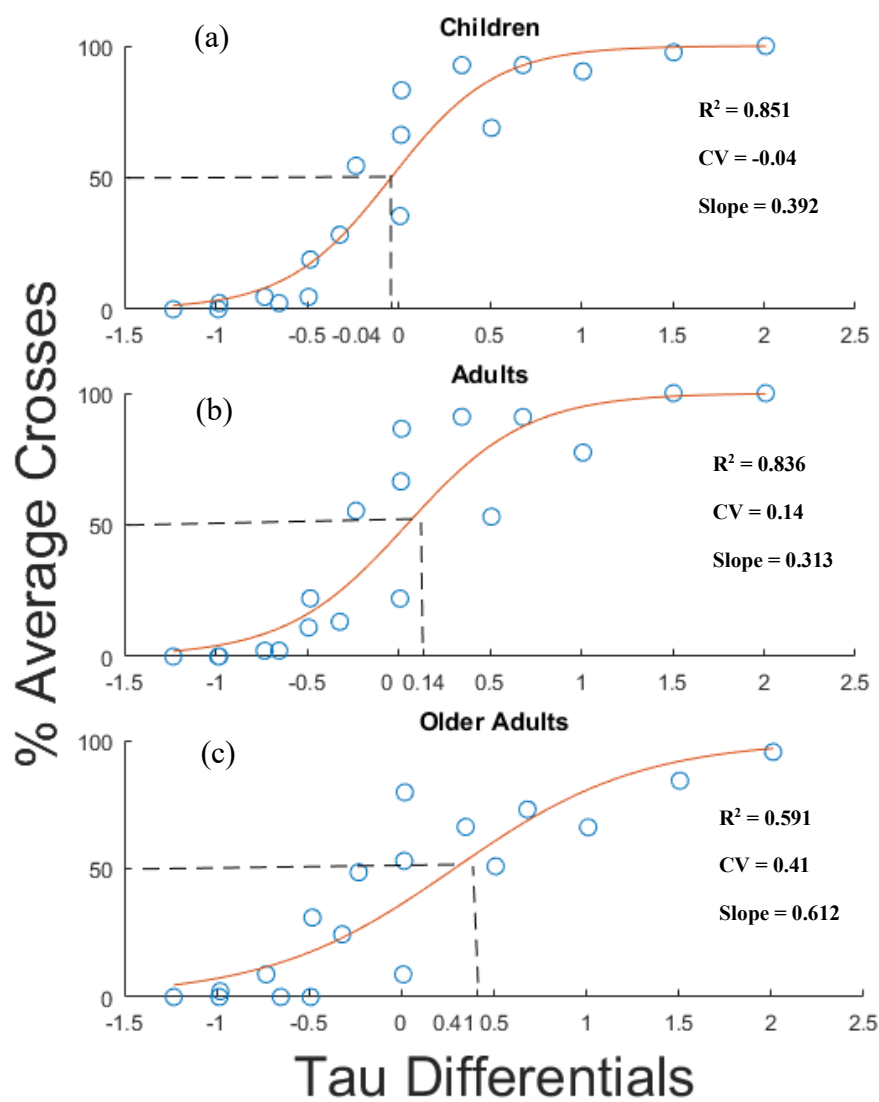 % Average Crosses
(a)
Children
100
50
0
R² = 0.851
CV = -0.04
Slope = 0.392
-1.5 -1 -0.5 -0.04 0 0.5 1 1.5 2 2.5
(b)
Adults
100
50
0
R² = 0.836
CV = 0.14
Slope = 0.313
-1.5 -1 -0.5 0 0.14 0.5 1 1.5 2 2.5
(c)
Older Adults
100
50
0
R² = 0.591
CV = 0.41
Slope = 0.612
-1.5 -1 -0.5 0 0.41 0.5 1 1.5 2 2.5
Tau Differentials